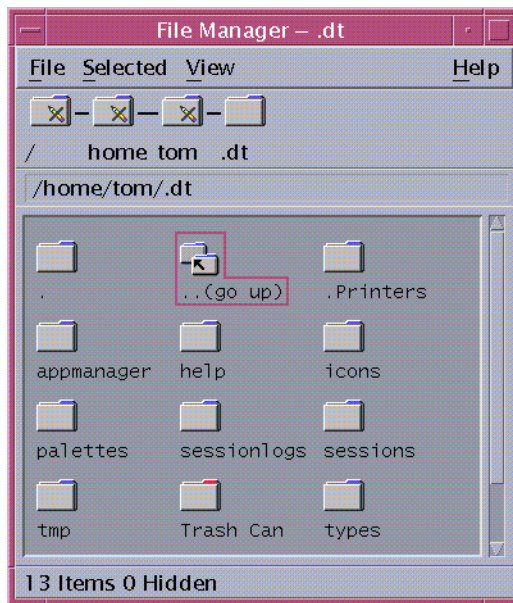 File Manager – .dt
File Selected View Help
/ home tom .dt
/home/tom/.dt
. ..(go up) .Printers
appmanager help icons
palettes sessionlogs sessions
tmp Trash Can types
13 Items 0 Hidden